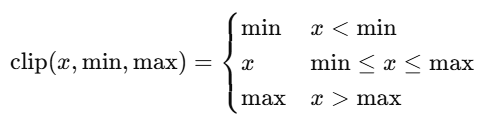 clip(x, min, max) = { min x < min
x min ≤ x ≤ max
max x > max